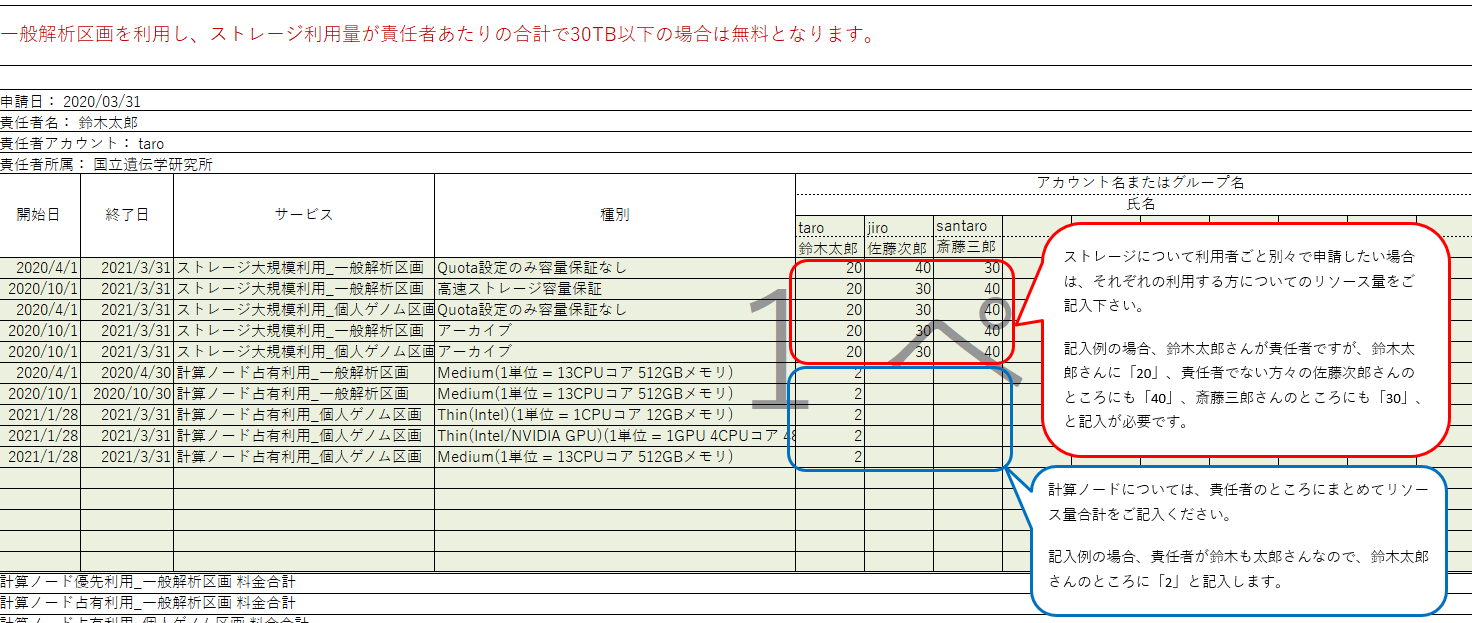 一般解析区画を利用し、ストレージ利用量が責任者あたりの合計で30TB以下の場合は無料となります。
申請日： 2020/03/31
責任者名： 鈴木太郎
責任者アカウント： taro
責任者所属： 国立遺伝学研究所
開始日 終了日 サービス 種別 アカウント名またはグループ名
氏名
taro jiro santaro
鈴木太郎 佐藤次郎 斎藤三郎
2020/4/1 2021/3/31 ストレージ大規模利用_一般解析区画 Quota設定のみ容量保証なし 20 40 30
2020/10/1 2021/3/31 ストレージ大規模利用_一般解析区画 高速ストレージ容量保証 20 30 40
2020/4/1 2021/3/31 ストレージ大規模利用_個人ゲノム区画 Quota設定のみ容量保証なし 20 30 40
2020/10/1 2021/3/31 ストレージ大規模利用_一般解析区画 アーカイブ 20 30 40
2020/10/1 2021/3/31 ストレージ大規模利用_個人ゲノム区画 アーカイブ 20 30 40
2020/4/1 2020/4/30 計算ノード占有利用_一般解析区画 Medium(1単位 = 13CPUコア 512GBメモリ) 2
2020/10/1 2020/10/30 計算ノード占有利用_一般解析区画 Medium(1単位 = 13CPUコア 512GBメモリ) 2
2021/1/28 2021/3/31 計算ノード占有利用_個人ゲノム区画 Thin(Intel)(1単位 = 1CPUコア 12GBメモリ) 2
2021/1/28 2021/3/31 計算ノード占有利用_個人ゲノム区画 Thin(Intel/NVIDIA GPU)(1単位 = 1GPU 4CPUコア 48 2
2021/1/28 2021/3/31 計算ノード占有利用_個人ゲノム区画 Medium(1単位 = 13CPUコア 512GBメモリ) 2
1 ペ
ストレージについて利用者ごと別々で申請したい場合
は、それぞれの利用する方についてのリソース量をご
記入下さい。
記入例の場合、鈴木太郎さんが責任者ですが、鈴木太
郎さんに「20」、責任者でない方々の佐藤次郎さんの
ところにも「40」、斎藤三郎さんのところにも「30」、
と記入が必要です。
計算ノードについては、責任者のところにまとめてリソー
ス量合計をご記入ください。
記入例の場合、責任者が鈴木も太郎さんなので、鈴木太郎
さんのところに「2」と記入します。
計算ノード優先利用_一般解析区画 料金合計
計算ノード占有利用_一般解析区画 料金合計
計算ノード占有利用_個人ゲノム区画 料金合計